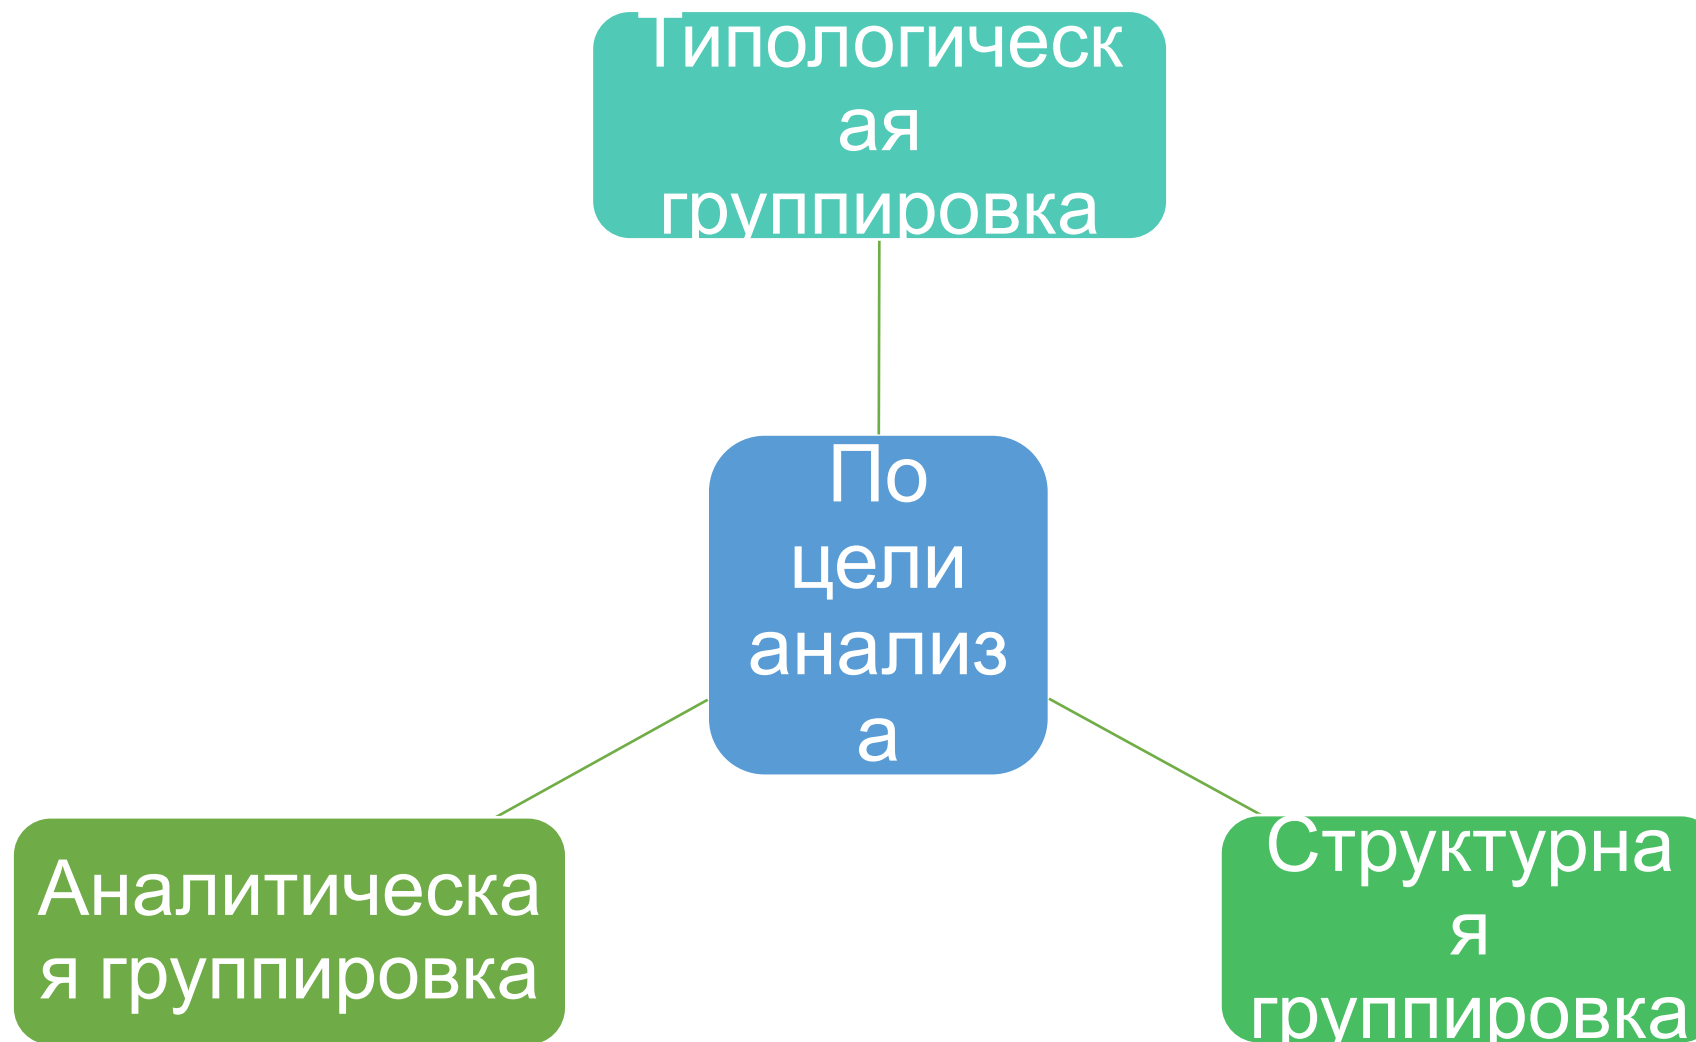 Типологическ
ая
группировка
По
цели
анализ
а
Аналитическа
я группировка
Структурна
я
группировка